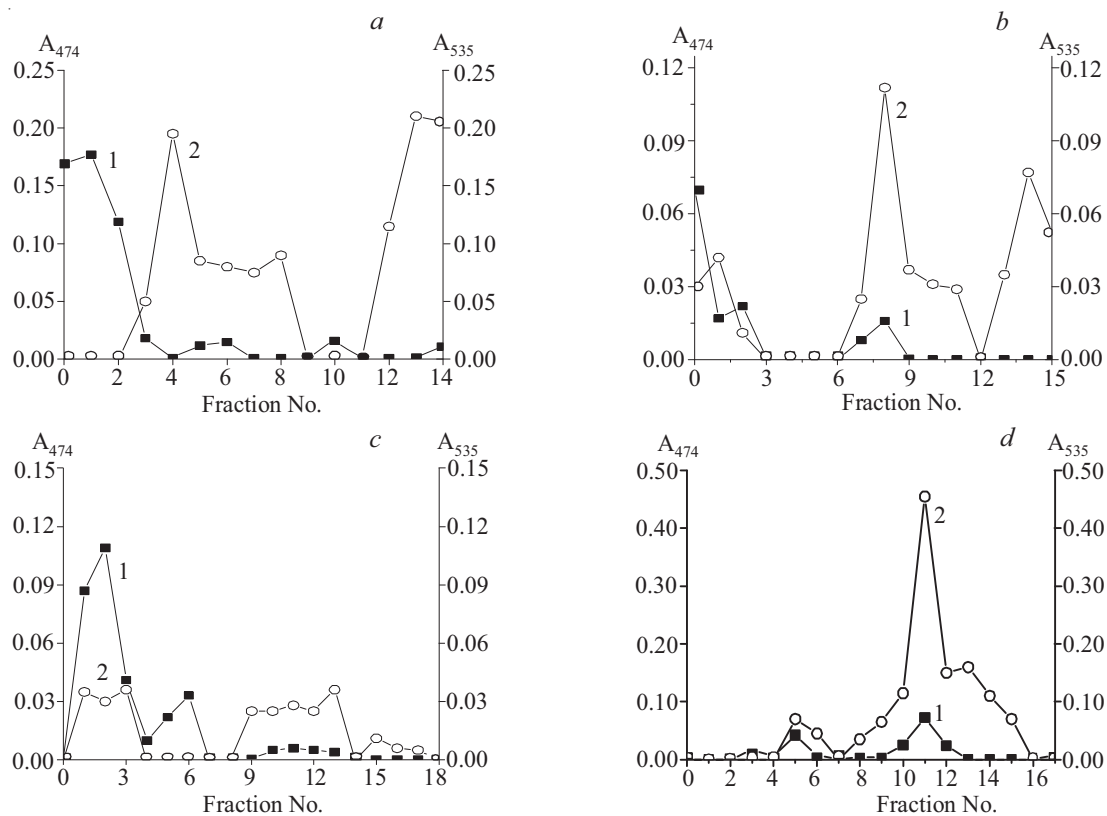 a
A474 A535
0.25 0.25
0.20 2 0.20
1
0.15 0.15
0.10 0.10
0.05 0.05
0.00 0.00
0 2 4 6 8 10 12 14
Fraction No.
b
A474 A535
0.12 0.12
2
0.09 0.09
0.06 0.06
0.03 0.03
1
0.00 0.00
0 3 6 9 12 15
Fraction No.
c
A474 A535
0.15 0.15
0.12 0.12
1
0.09 0.09
0.06 0.06
2
0.03 0.03
0.00 0.00
0 3 6 9 12 15 18
Fraction No.
d
A474 A535
0.50 0.50
2
0.40 0.40
0.30 0.30
0.20 0.20
0.10 1 0.10
0.00 0.00
0 2 4 6 8 10 12 14 16
Fraction No.